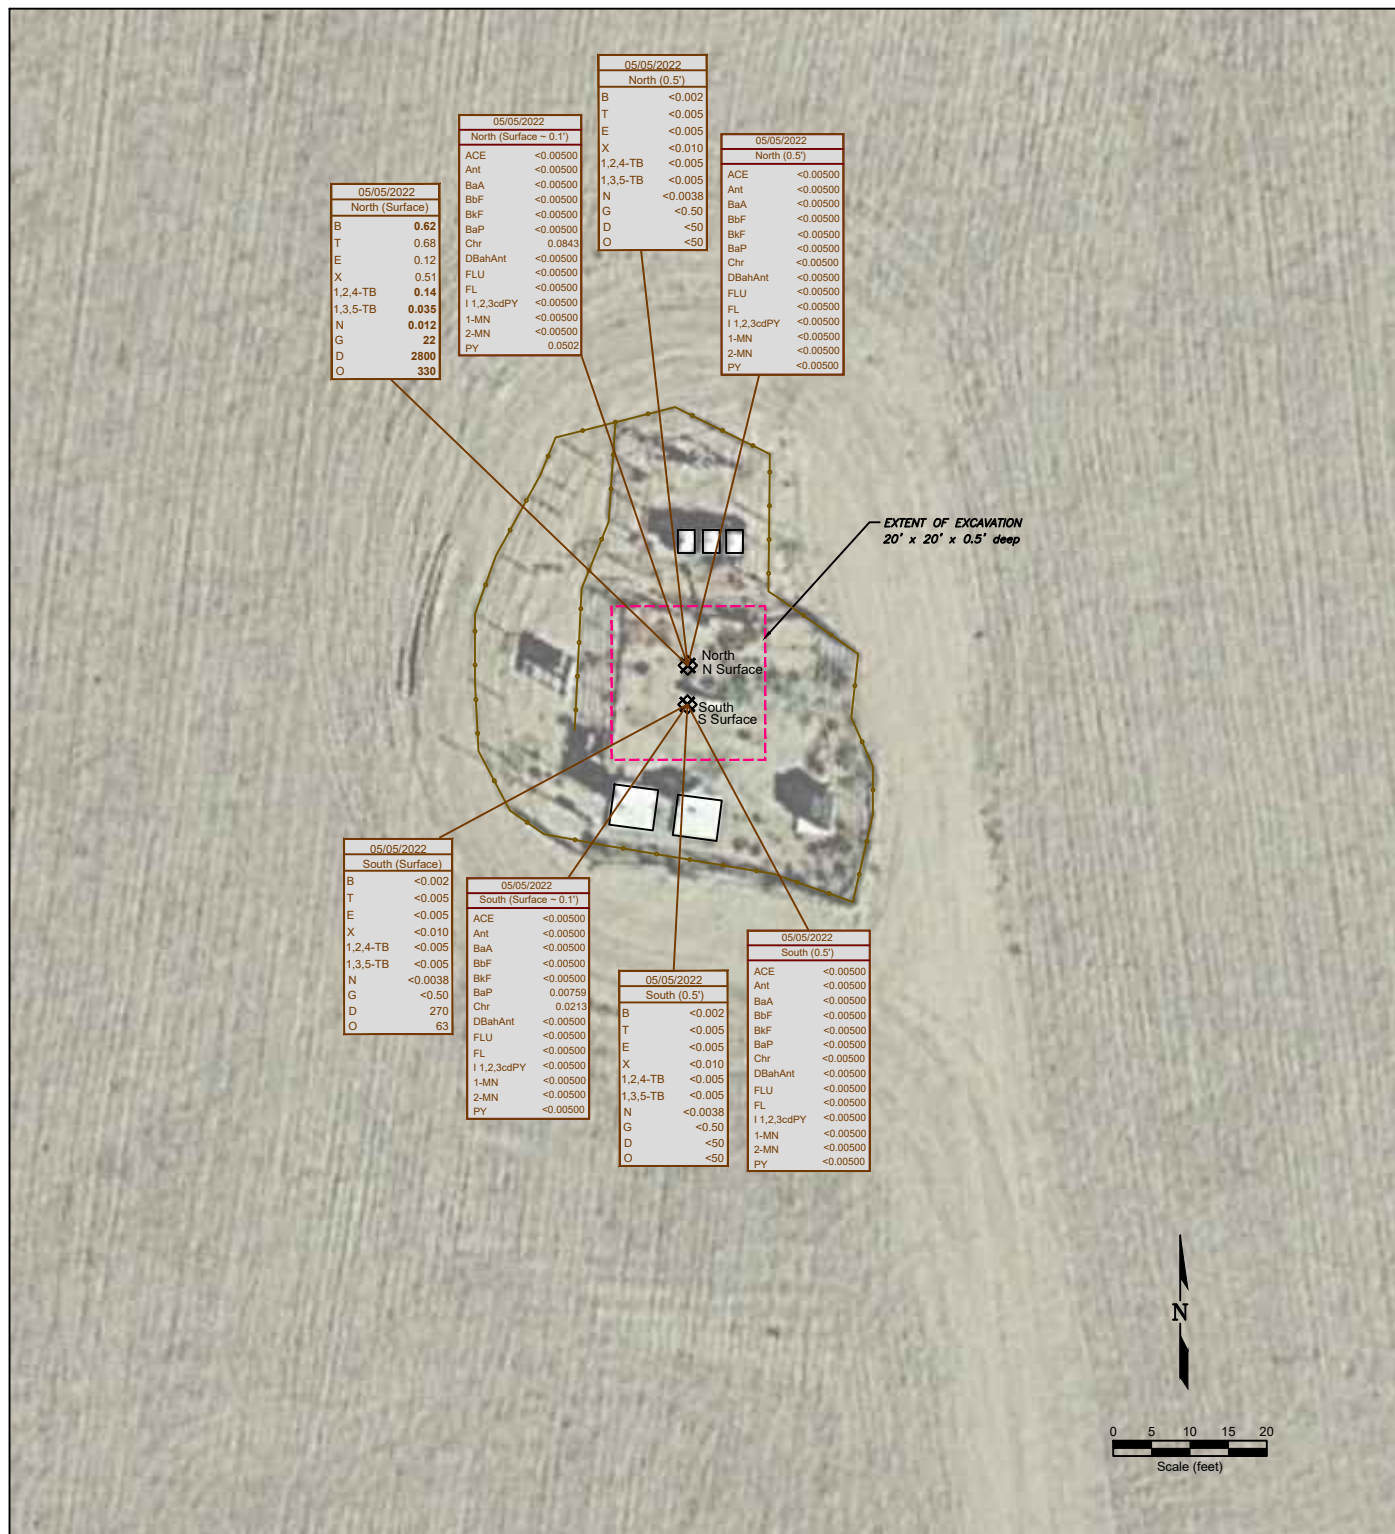 05/05/2022
North (0.5')
B <0.002
T <0.005
E <0.005
X <0.010
1,2,4-TB <0.005
1,3,5-TB <0.005
N <0.0038
G <0.50
D <50
O <50
05/05/2022
North (Surface ~ 0.1')
ACE <0.00500
Ant <0.00500
BaA <0.00500
BbF <0.00500
BkF <0.00500
BaP <0.00500
Chr 0.0843
DBahAnt <0.00500
FLU <0.00500
FL <0.00500
I 1,2,3cdPY <0.00500
1-MN <0.00500
2-MN <0.00500
PY 0.0502
05/05/2022
North (0.5')
ACE <0.00500
Ant <0.00500
BaA <0.00500
BbF <0.00500
BkF <0.00500
BaP <0.00500
Chr <0.00500
DBahAnt <0.00500
FLU <0.00500
FL <0.00500
I 1,2,3cdPY <0.00500
1-MN <0.00500
2-MN <0.00500
PY <0.00500
05/05/2022
North (Surface)
B 0.62
T 0.68
E 0.12
X 0.51
1,2,4-TB 0.14
1,3,5-TB 0.035
N 0.012
G 22
D 2800
O 330
EXTENT OF EXCAVATION
20' x 20' x 0.5' deep
North
N Surface
South
S Surface
05/05/2022
South (Surface)
B <0.002
T <0.005
E <0.005
X <0.010
1,2,4-TB <0.005
1,3,5-TB <0.005
N <0.0038
G <0.50
D 270
O 63
05/05/2022
South (Surface ~ 0.1')
ACE <0.00500
Ant <0.00500
BaA <0.00500
BbF <0.00500
BkF <0.00500
BaP 0.00759
Chr 0.0213
DBahAnt <0.00500
FLU <0.00500
FL <0.00500
I 1,2,3cdPY <0.00500
1-MN <0.00500
2-MN <0.00500
PY <0.00500
05/05/2022
South (0.5')
B <0.002
T <0.005
E <0.005
X <0.010
1,2,4-TB <0.005
1,3,5-TB <0.005
N <0.0038
G <0.50
D <50
O <50
05/05/2022
South (0.5')
ACE <0.00500
Ant <0.00500
BaA <0.00500
BbF <0.00500
BkF <0.00500
BaP <0.00500
Chr <0.00500
DBahAnt <0.00500
FLU <0.00500
FL <0.00500
I 1,2,3cdPY <0.00500
1-MN <0.00500
2-MN <0.00500
PY <0.00500
N
0 5 10 15 20
Scale (feet)